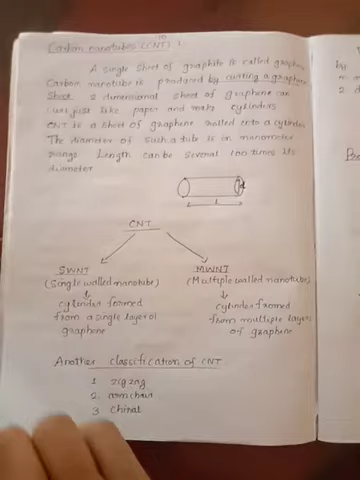 Carbon nanotubes (CNT) :
A single sheet of graphite is called graphene
Carbon nanotube is produced by curling a graphene
sheet 2 dimensional sheet of graphene can
just like paper and make cylinders
CNT is a sheet of graphene rolled into a cylinder
The diameter of such a tube is in nanometre
range Length can be several 100 times its
diameter
d
L
CNT
SWNT
(Single walled nanotube)
cylinder formed
from a single layer of
graphene
MWNT
(Multiple walled nanotube)
cylinder formed
from multiple layers
of graphene
Another classification of CNT
1 zigzag
2. armchair
3 Chiral